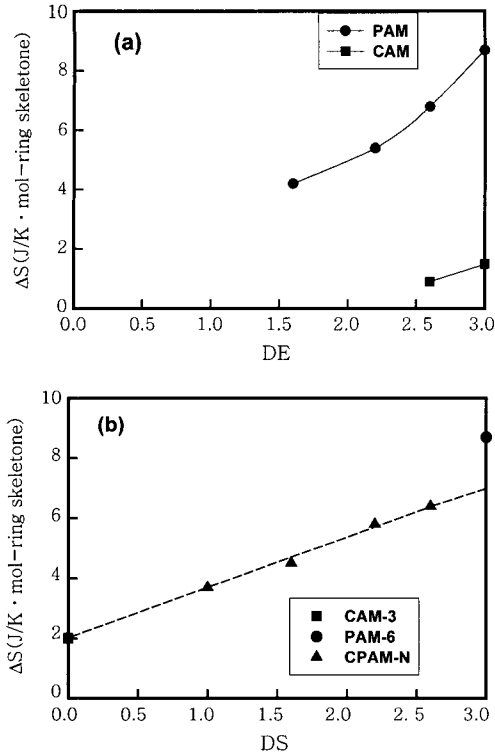 (a)
PAM
CAM
10
8
6
4
2
0
ΔS(J/K・mol-ring skeletone)
0.0 0.5 1.0 1.5 2.0 2.5 3.0
DE
(b)
10
8
6
4
2
0
ΔS(J/K・mol-ring skeletone)
CAM-3
PAM-6
CPAM-N
0.0 0.5 1.0 1.5 2.0 2.5 3.0
DS